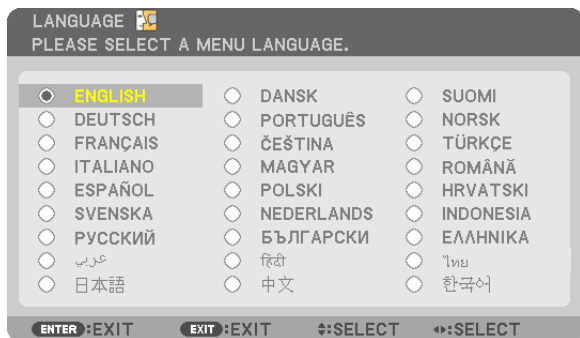 LANGUAGE
PLEASE SELECT A MENU LANGUAGE.
ENGLISH DANSK SUOMI
DEUTSCH PORTUGUÊS NORSK
FRANÇAIS ČEŠTINA TÜRKÇE
ITALIANO MAGYAR ROMÂNĂ
ESPAÑOL POLSKI HRVATSKI
SVENSKA NEDERLANDS INDONESIA
РУССКИЙ БЪЛГАРСКИ ΕΛΛΗΝΙΚΑ
عربي हिंदी ไทย
日本語 中文 한국어
ENTER :EXIT EXIT :EXIT :SELECT :SELECT